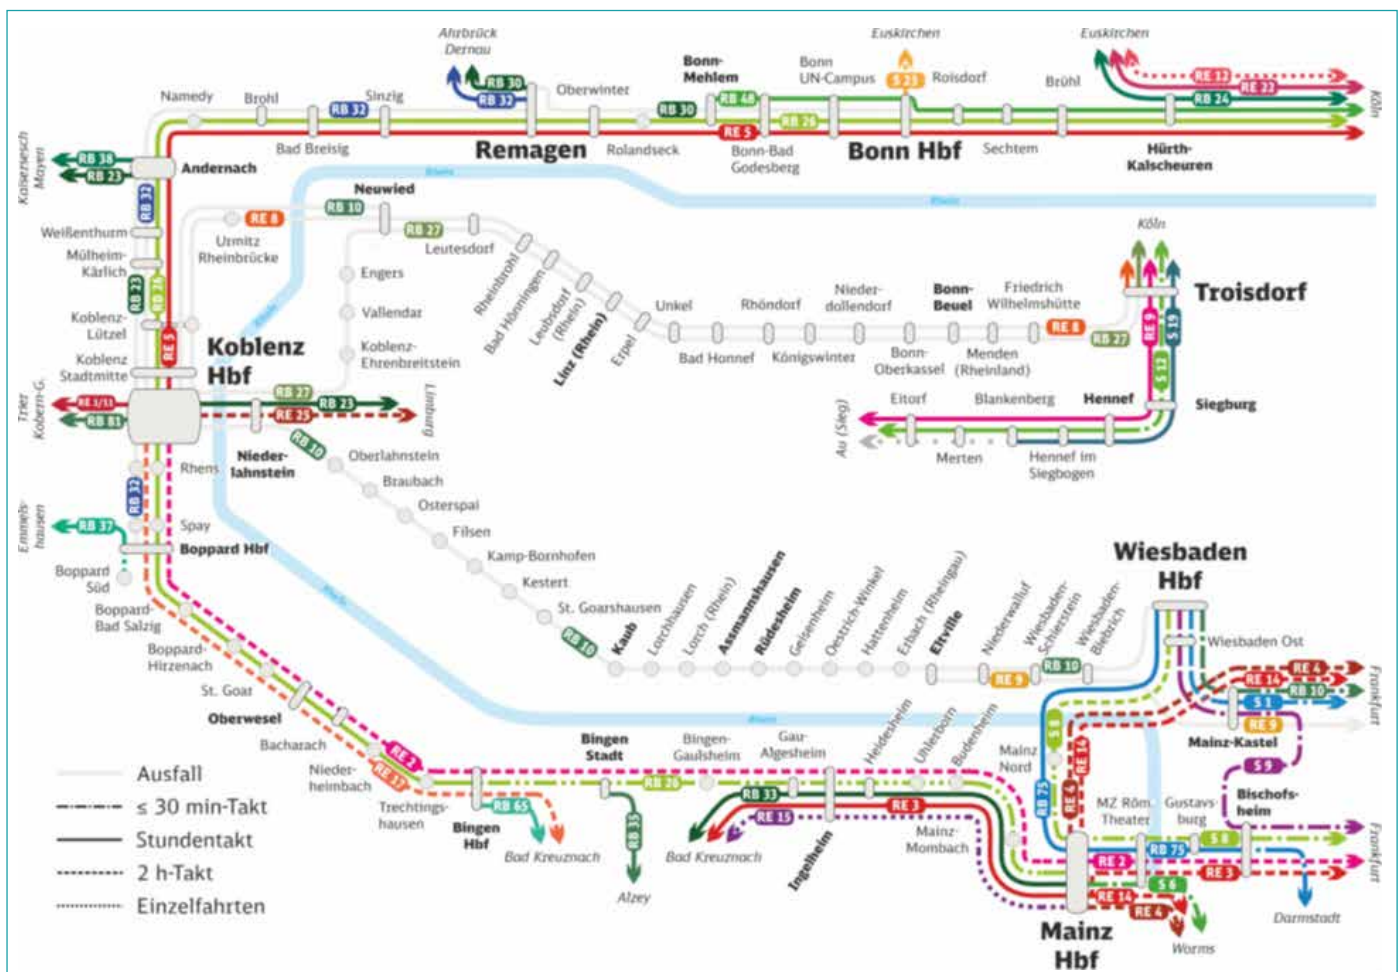 Ahrbrück
Dernau
Euskirchen
Euskirchen
Bonn-
Mehlem
Bonn
UN-Campus
S 23
Roisdorf
Brühl
RE 12
RE 22
RB 24
Köln
Namedy
Brohl
RB 32
Sinzig
RB 30
RB 32
Oberwinter
RB 30
RB 48
RB 26
RE 5
Bad Breisig
Remagen
Rolandseck
Bonn-Bad
Godesberg
Bonn Hbf
Sechtem
Hürth-
Kalscheuren
Kaisersesch
Mayen
RB 38
RB 23
Andernach
RB 32
Rhein
Rhein
Neuwied
RB 10
RE 8
RB 27
Urmitz
Rheinbrücke
Leutesdorf
Weißenthurm
Mülheim-
Kärlich
RB 23
RB 26
Koblenz-
Lützel
RE 5
Koblenz
Stadtmitte
Koblenz
Hbf
Rhein
Engers
Vallendar
Koblenz-
Ehrenbreitstein
Rheinbrohl
Bad Hönningen
Leubsdorf
(Rhein)
Linz (Rhein)
Erpel
Unkel
Bad Honnef
Rhöndorf
Königswinter
Nieder-
dollendorf
Bonn-
Oberkassel
Bonn-
Beuel
Menden
(Rheinland)
Friedrich
Wilhelmshütte
RE 8
RB 27
Köln
Troisdorf
RE 9
S 19
S 12
Siegburg
Hennef
Blankenberg
Eitorf
Merten
Hennef im
Siegbogen
Au (Sieg)
Trier
Kobern-G.
RE 1/11
RB 81
RB 27
RB 23
RE 25
Limburg
Nieder-
lahnstein
RB 10
Oberlahnstein
Braubach
Osterspai
Filsen
Kamp-Bornhofen
Kestert
St. Goarshausen
RB 10
Rhens
RB 32
Emmels-
hausen
RB 37
Spay
Boppard Hbf
Boppard
Süd
Boppard-
Bad Salzig
Boppard-
Hirzenach
St. Goar
Oberwesel
Bacharach
Nieder-
heimbach
Trechtings-
hausen
Rhein
Kaub
Lorchhausen
Lorch (Rhein)
Assmannshausen
Rüdesheim
Geisenheim
Oestrich-Winkel
Hattenheim
Erbach (Rheingau)
Eltville
Niederwalluf
RE 9
Wiesbaden-
Schierstein
RB 10
Wiesbaden-
Biebrich
Wiesbaden
Hbf
Wiesbaden Ost
RE 4
RE 14
RB 10
S 1
RE 9
Frankfurt
Mainz-Kastel
S 9
Bischofs-
heim
Rhein
RE 2
RE 17
Bingen
Hbf
RB 65
Bad Kreuznach
Bingen
Stadt
RB 35
Alzey
Bingen-
Gaulsheim
RB 26
Gau-
Algesheim
RB 33
RE 3
RE 15
Bad Kreuznach
Ingelheim
Heidesheim
Uhlerborn
Budenheim
Mainz-
Mombach
Mainz
Nord
S 8
RB 75
RE 14
RE 4
MZ Röm.
Theater
Gustavs-
burg
S 8
RB 75
RE 2
RE 3
S 6
RE 14
RE 4
Frankfurt
Darmstadt
Worms
Mainz
Hbf
Ausfall
≤ 30 min-Takt
Stundentakt
2 h-Takt
Einzelfahrten